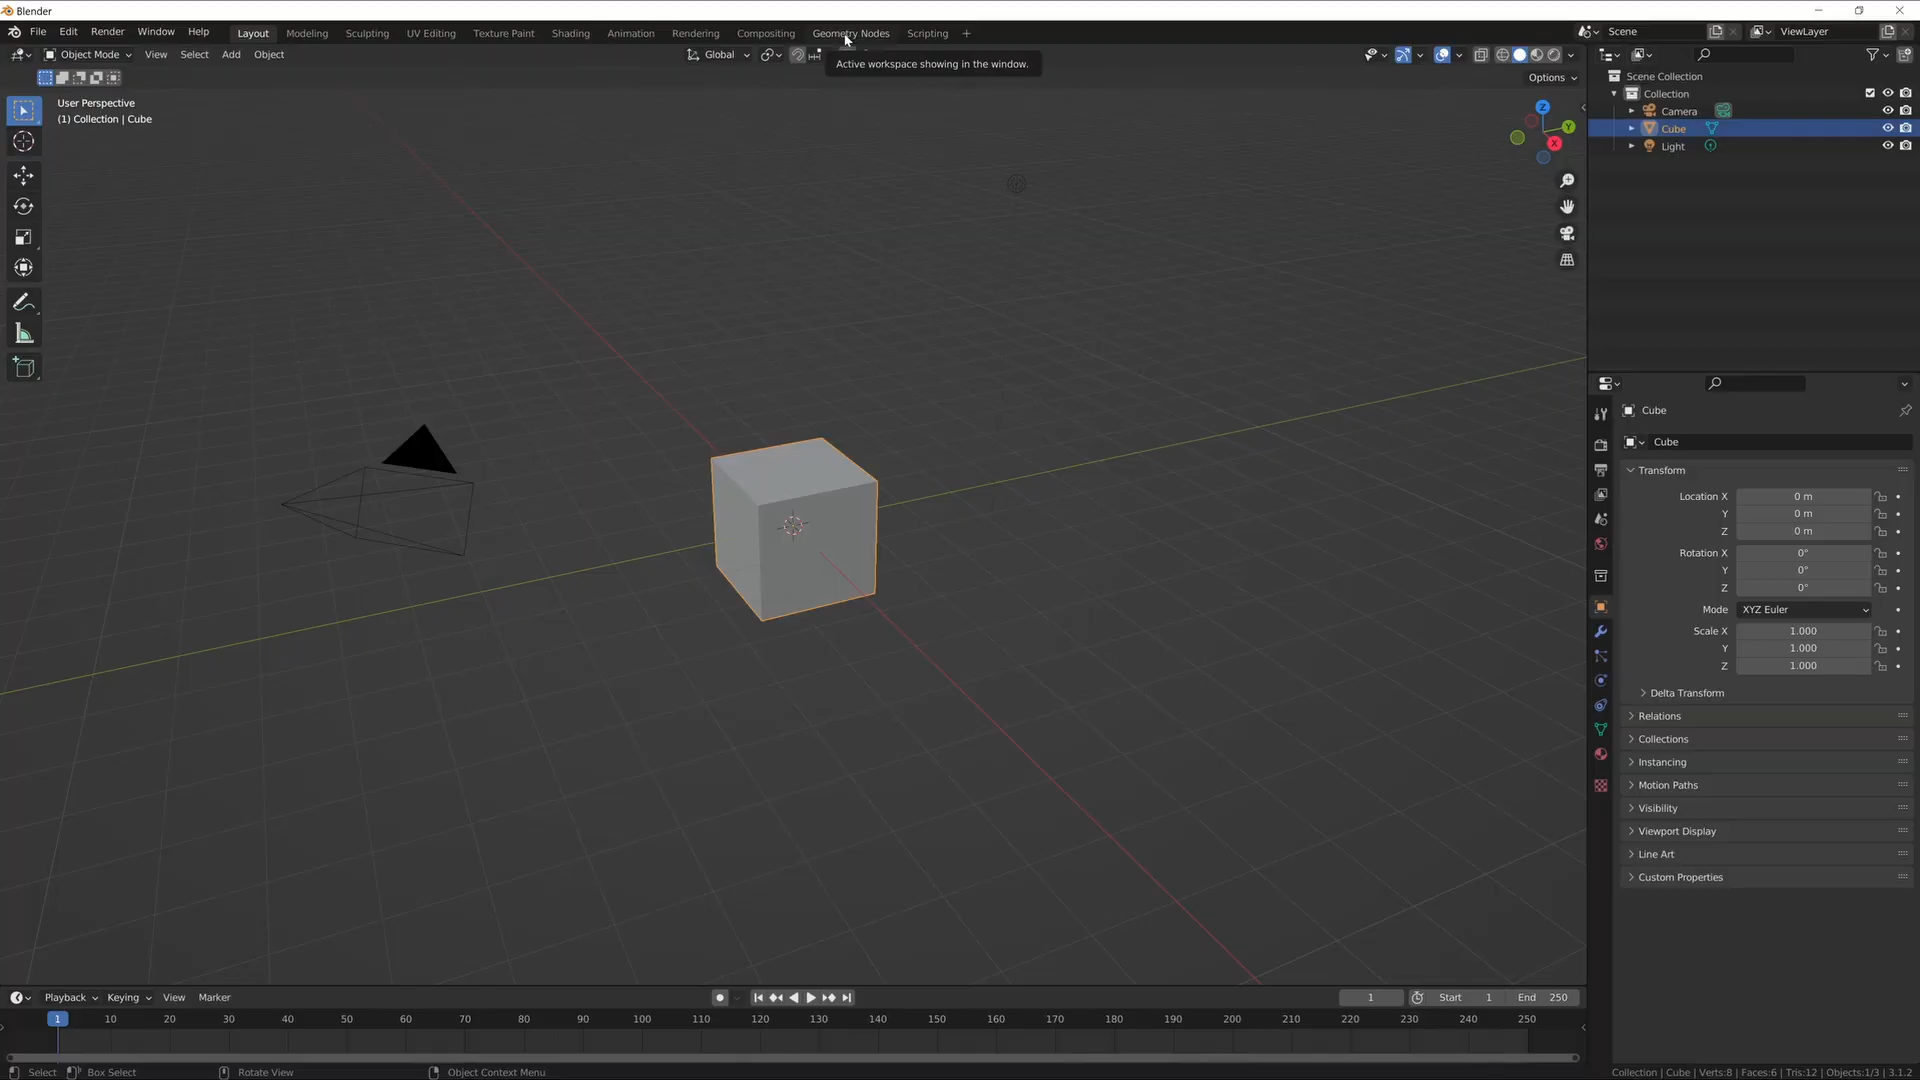 Blender
File Edit Render Window Help Layout Modeling Sculpting UV Editing Texture Paint Shading Animation Rendering Compositing Geometry Nodes Scripting + Scene ViewLayer
Object Mode View Select Add Object Global
Active workspace showing in the window.
Options
User Perspective
(1) Collection | Cube
Z
Y
X
Scene Collection
Collection
Camera
Cube
Light
Cube
Cube
Transform
Location X 0 m
Y 0 m
Z 0 m
Rotation X 0°
Y 0°
Z 0°
Mode XYZ Euler
Scale X 1.000
Y 1.000
Z 1.000
Delta Transform
Relations
Collections
Instancing
Motion Paths
Visibility
Viewport Display
Line Art
Custom Properties
Playback Keying View Marker 1 Start 1 End 250
1 10 20 30 40 50 60 70 80 90 100 110 120 130 140 150 160 170 180 190 200 210 220 230 240 250
Select Box Select Rotate View Object Context Menu Collection | Cube | Verts:8 | Faces:6 | Tris:12 | Objects:1/3 | 3.1.2